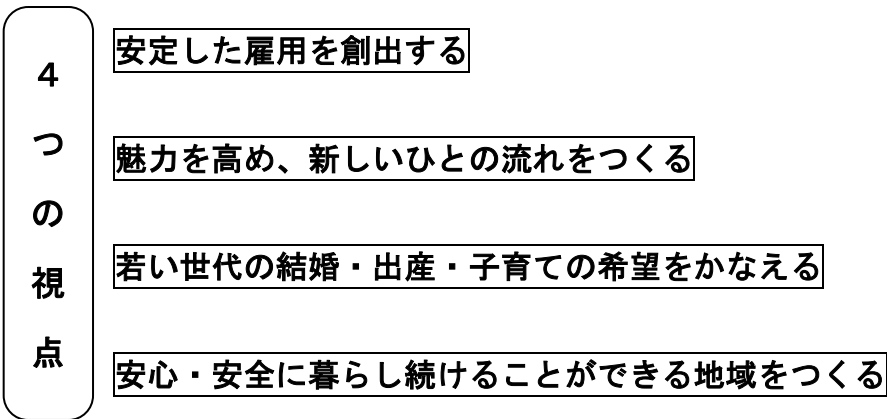 4つの視点
安定した雇用を創出する
魅力を高め、新しいひとの流れをつくる
若い世代の結婚・出産・子育ての希望をかなえる
安心・安全に暮らし続けることができる地域をつくる